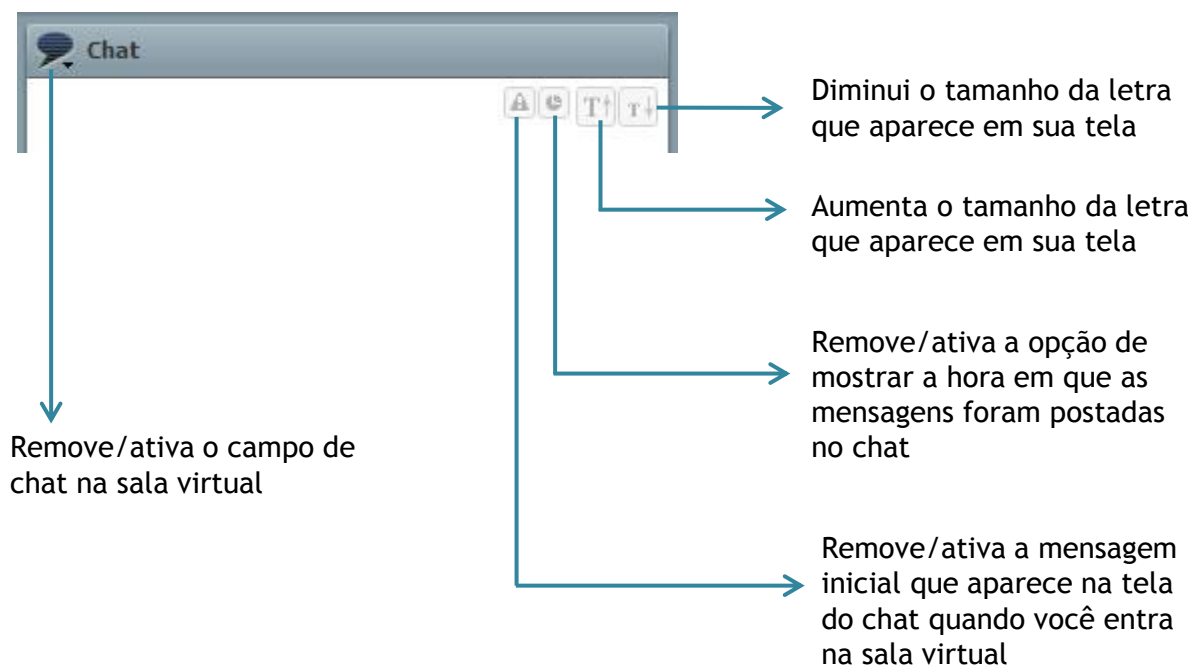 Chat
Diminui o tamanho da letra
que aparece em sua tela
Aumenta o tamanho da letra
que aparece em sua tela
Remove/ativa a opção de
mostrar a hora em que as
mensagens foram postadas
no chat
Remove/ativa o campo de
chat na sala virtual
Remove/ativa a mensagem
inicial que aparece na tela
do chat quando você entra
na sala virtual